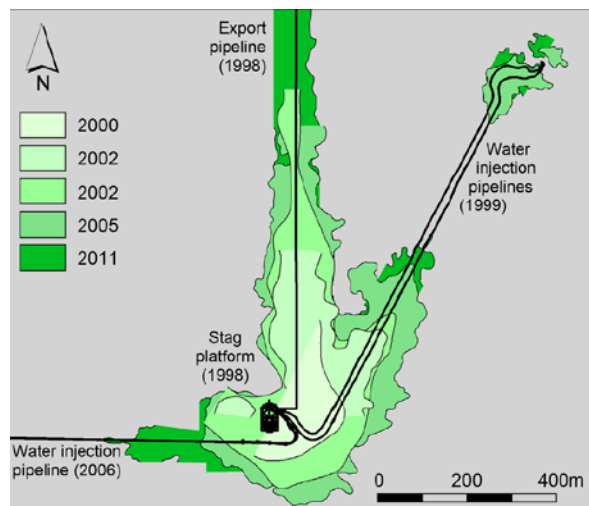 Export
pipeline
(1998)
N
2000
2002
2002
2005
2011
Water
injection
pipelines
(1999)
Stag
platform
(1998)
Water injection
pipeline (2006)
0 200 400m